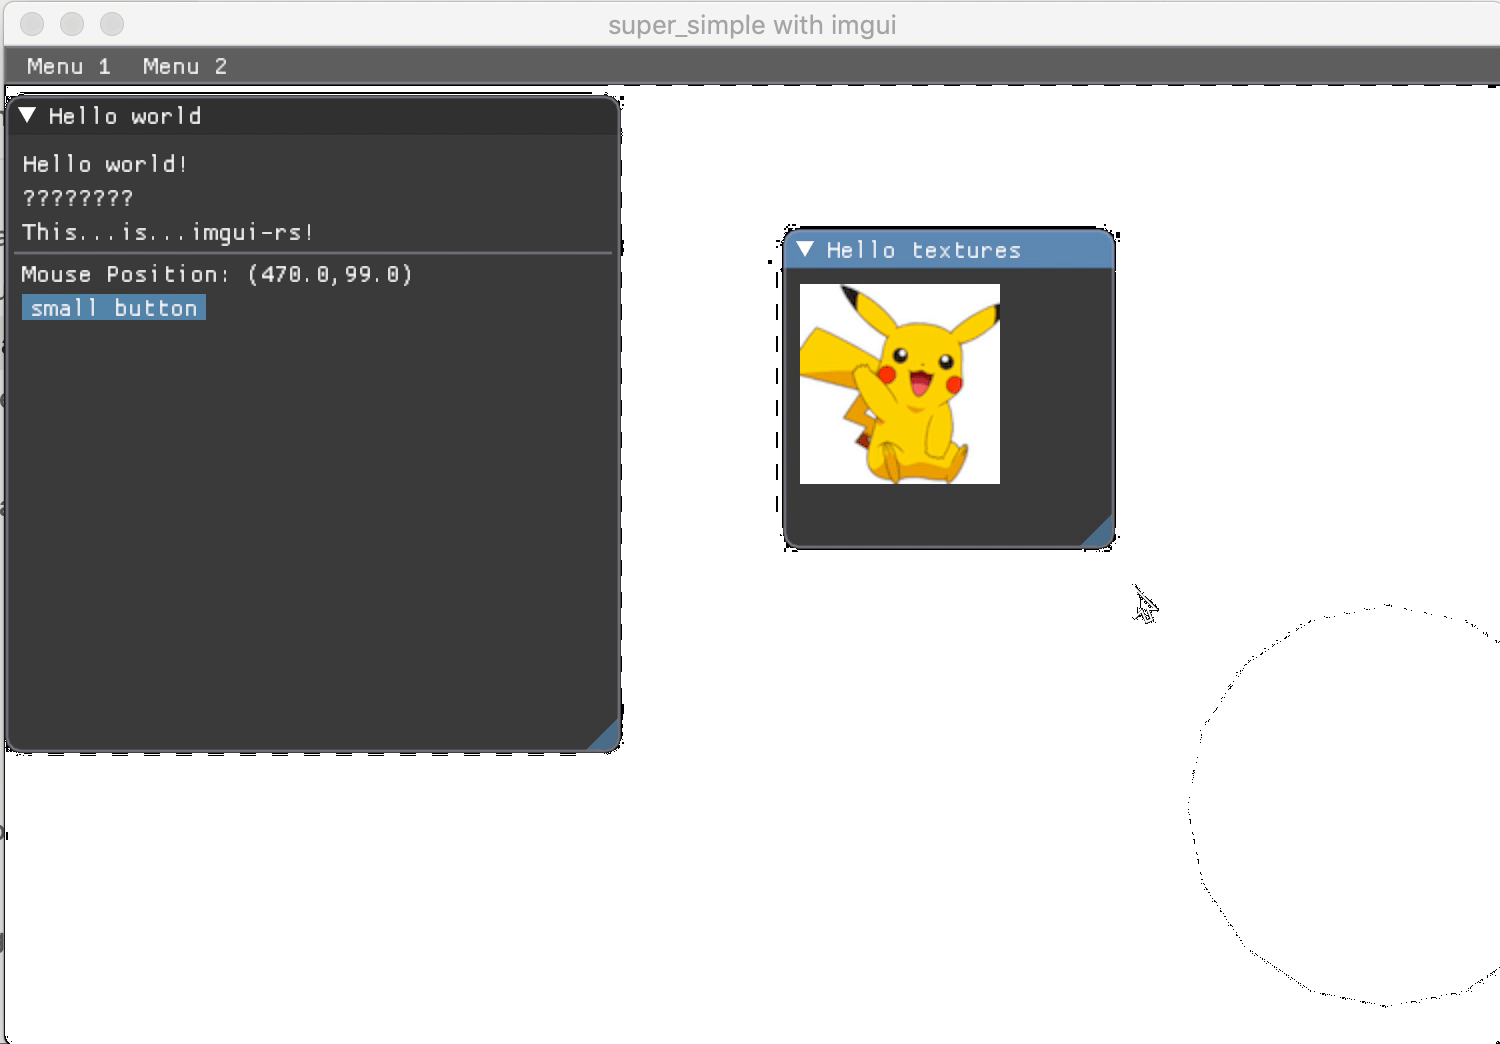 super_simple with imgui
Menu 1 Menu 2
Hello world
Hello world!
????????
This...is...imgui-rs!
Mouse Position: (470.0,99.0)
small button
Hello textures